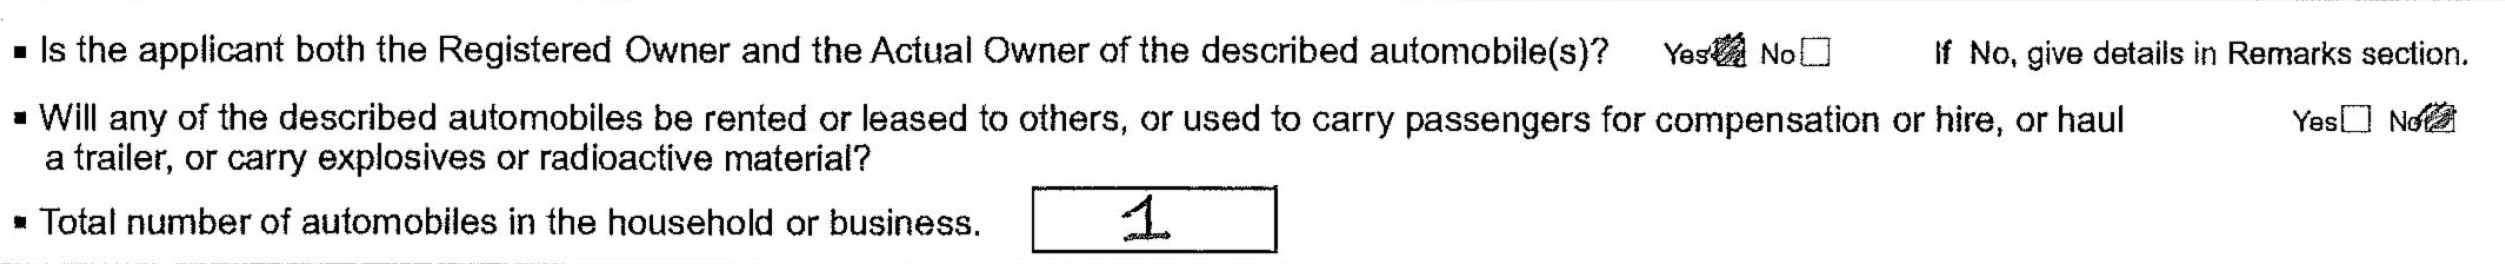 ▪ Is the applicant both the Registered Owner and the Actual Owner of the described automobile(s)? Yes☒ No☐ If No, give details in Remarks section.
▪ Will any of the described automobiles be rented or leased to others, or used to carry passengers for compensation or hire, or haul Yes☐ No☒
a trailer, or carry explosives or radioactive material?
▪ Total number of automobiles in the household or business. 1